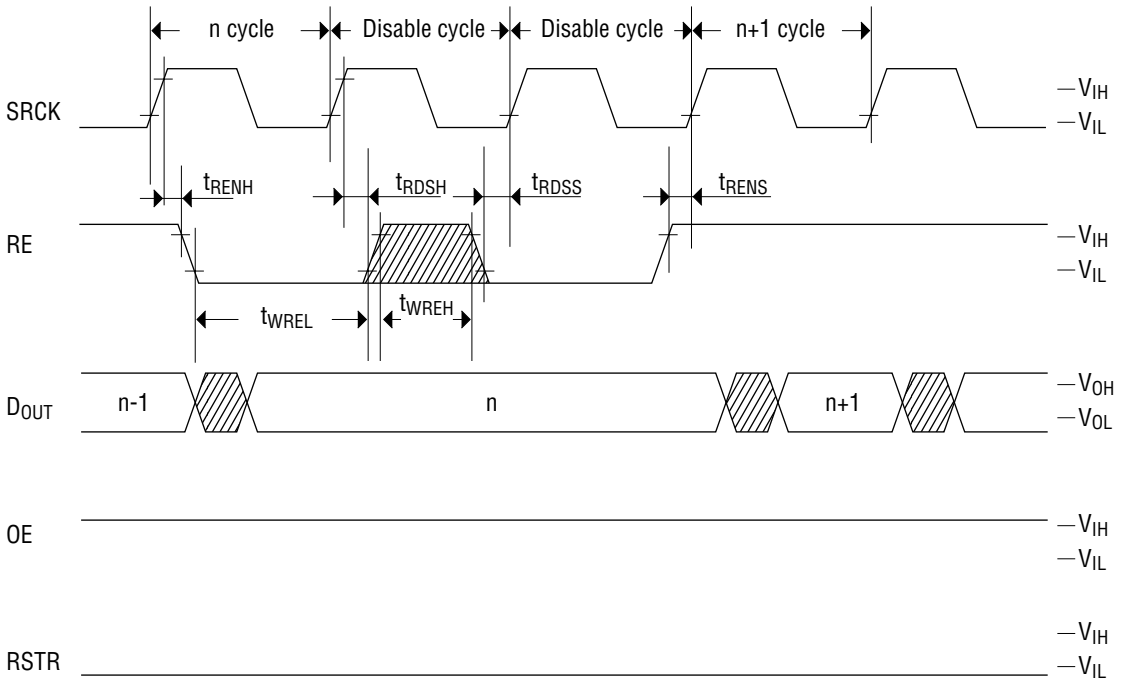 n cycle Disable cycle Disable cycle n+1 cycle
SRCK
VIH
VIL
tRENH tRDSH tRDSS tRENS
RE
VIH
VIL
tWREL tWREH
DOUT n-1 n n+1
VOH
VOL
OE
VIH
VIL
RSTR
VIH
VIL